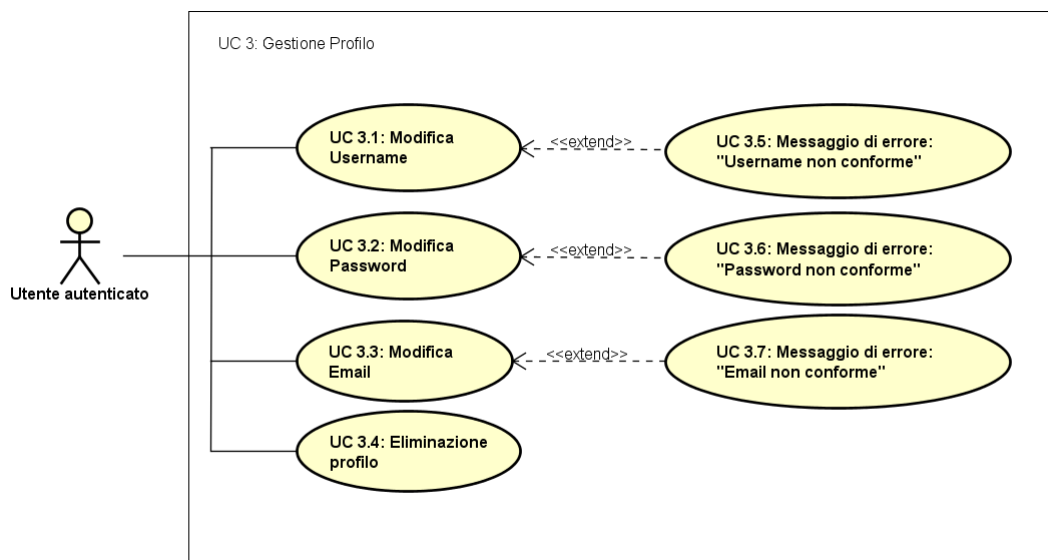 UC 3: Gestione Profilo
UC 3.1: Modifica
Username
<<extend>>
UC 3.5: Messaggio di errore:
"Username non conforme"
UC 3.2: Modifica
Password
<<extend>>
UC 3.6: Messaggio di errore:
"Password non conforme"
Utente autenticato
UC 3.3: Modifica
Email
<<extend>>
UC 3.7: Messaggio di errore:
"Email non conforme"
UC 3.4: Eliminazione
profilo